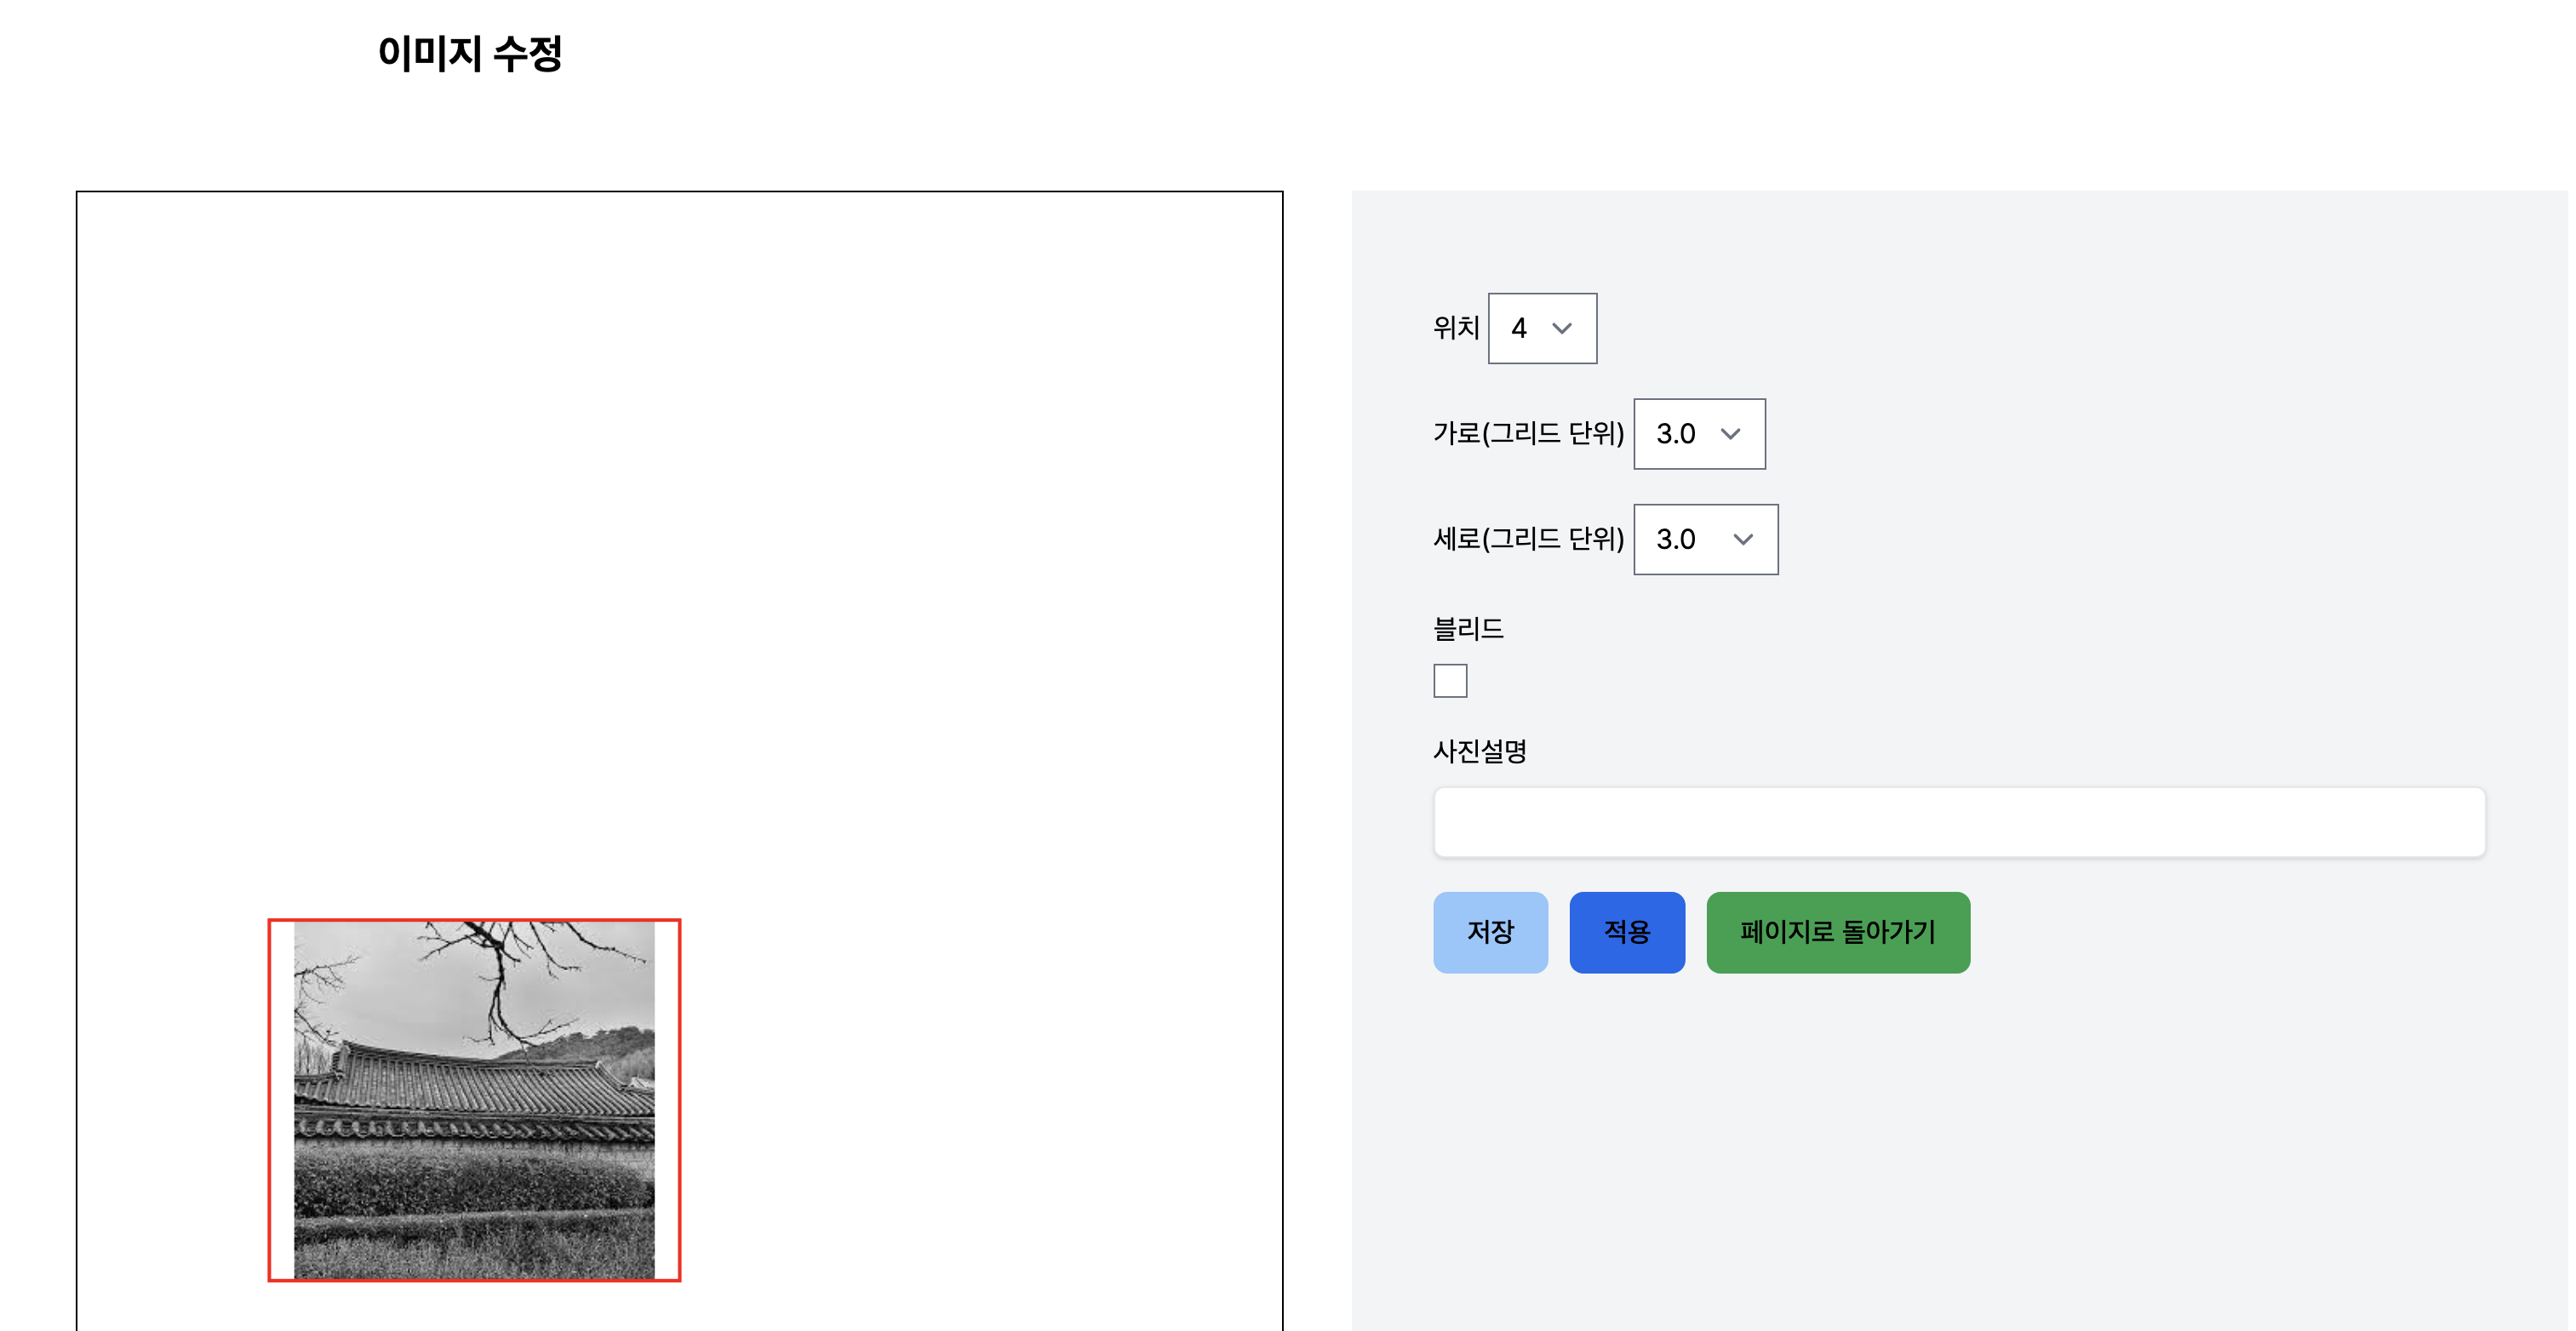 이미지 수정
위치 4
가로(그리드 단위) 3.0
세로(그리드 단위) 3.0
블리드
사진설명
저장 적용 페이지로 돌아가기